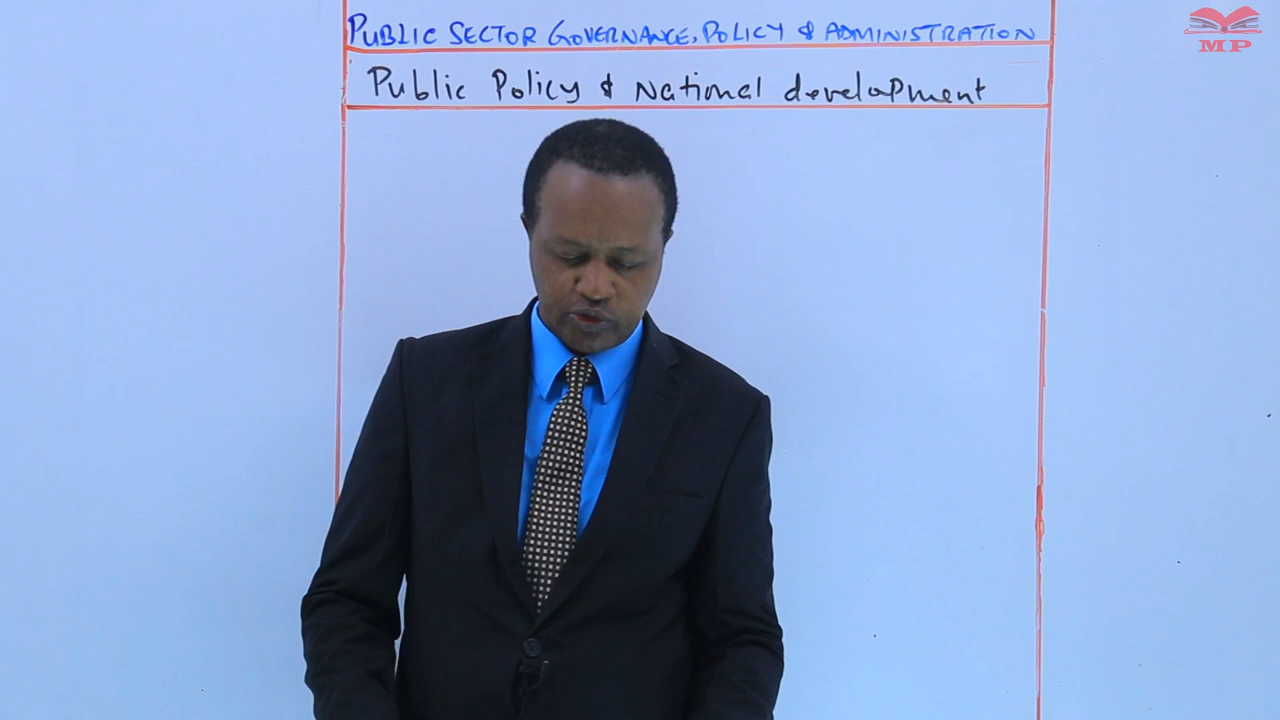 PUBLIC SECTOR GOVERNANCE, POLICY & ADMINISTRATION
Public Policy & National development
MP